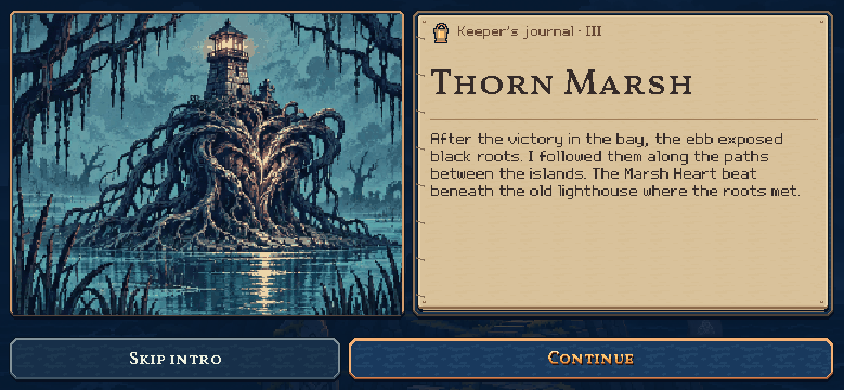 Keeper's journal · III
Thorn Marsh
After the victory in the bay, the ebb exposed
black roots. I followed them along the paths
between the islands. The Marsh Heart beat
beneath the old lighthouse where the roots met.
Skip intro
Continue